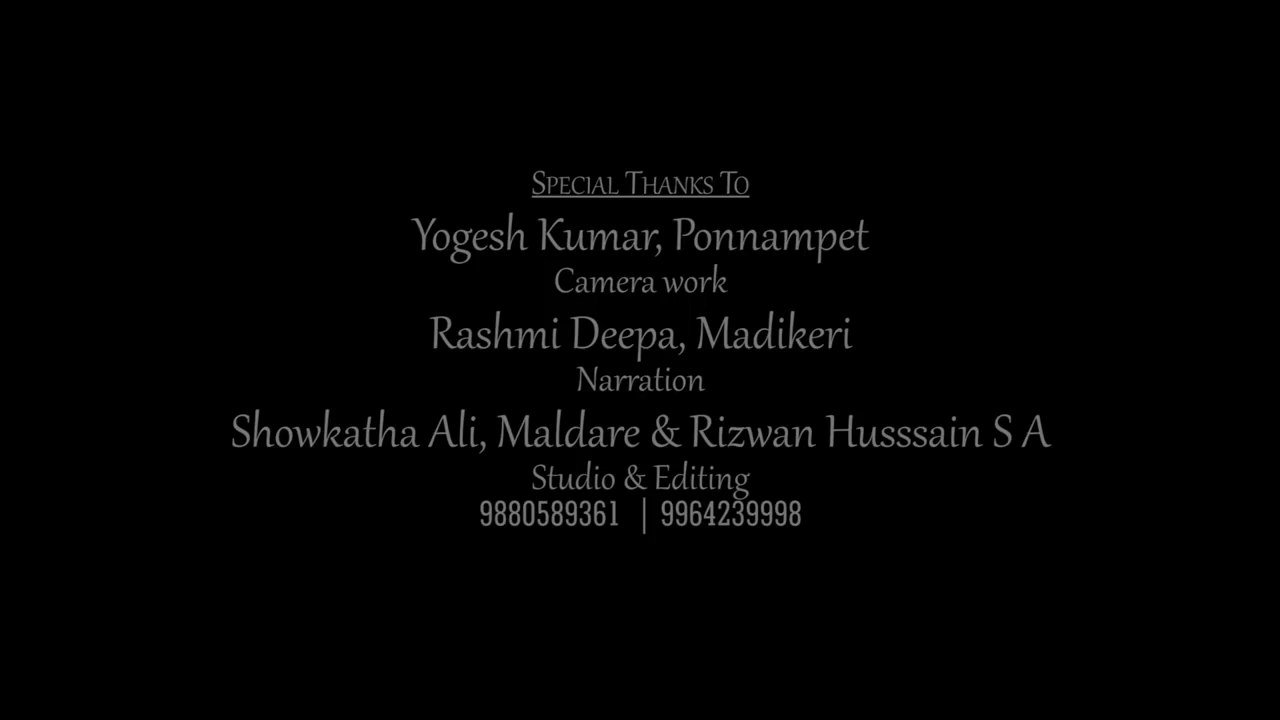 Special Thanks To
Yogesh Kumar, Ponnampet
Camera work
Rashmi Deepa, Madikeri
Narration
Showkatha Ali, Maldare & Rizwan Husssain S A
Studio & Editing
9880589361 | 9964239998